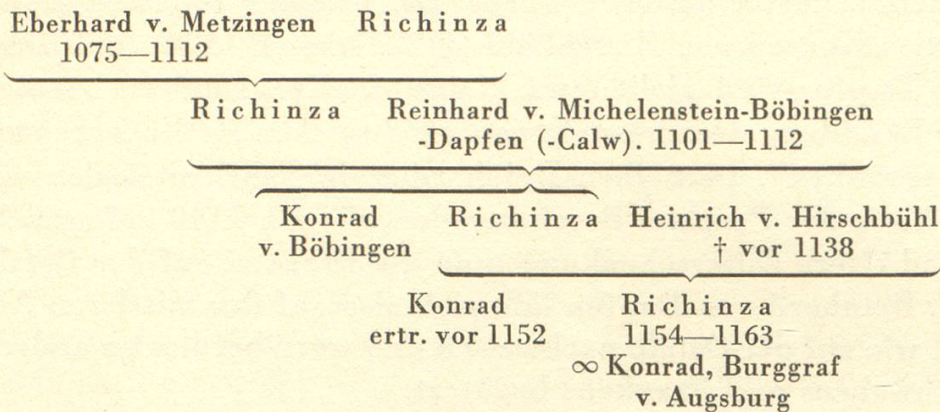 Eberhard v. Metzingen Richinza
1075—1112
Richinza Reinhard v. Michelenstein-Böbingen
-Dapfen (-Calw). 1101—1112
Konrad Richinza Heinrich v. Hirschbühl
v. Böbingen † vor 1138
Konrad Richinza
ertr. vor 1152 1154—1163
∞ Konrad, Burggraf
v. Augsburg